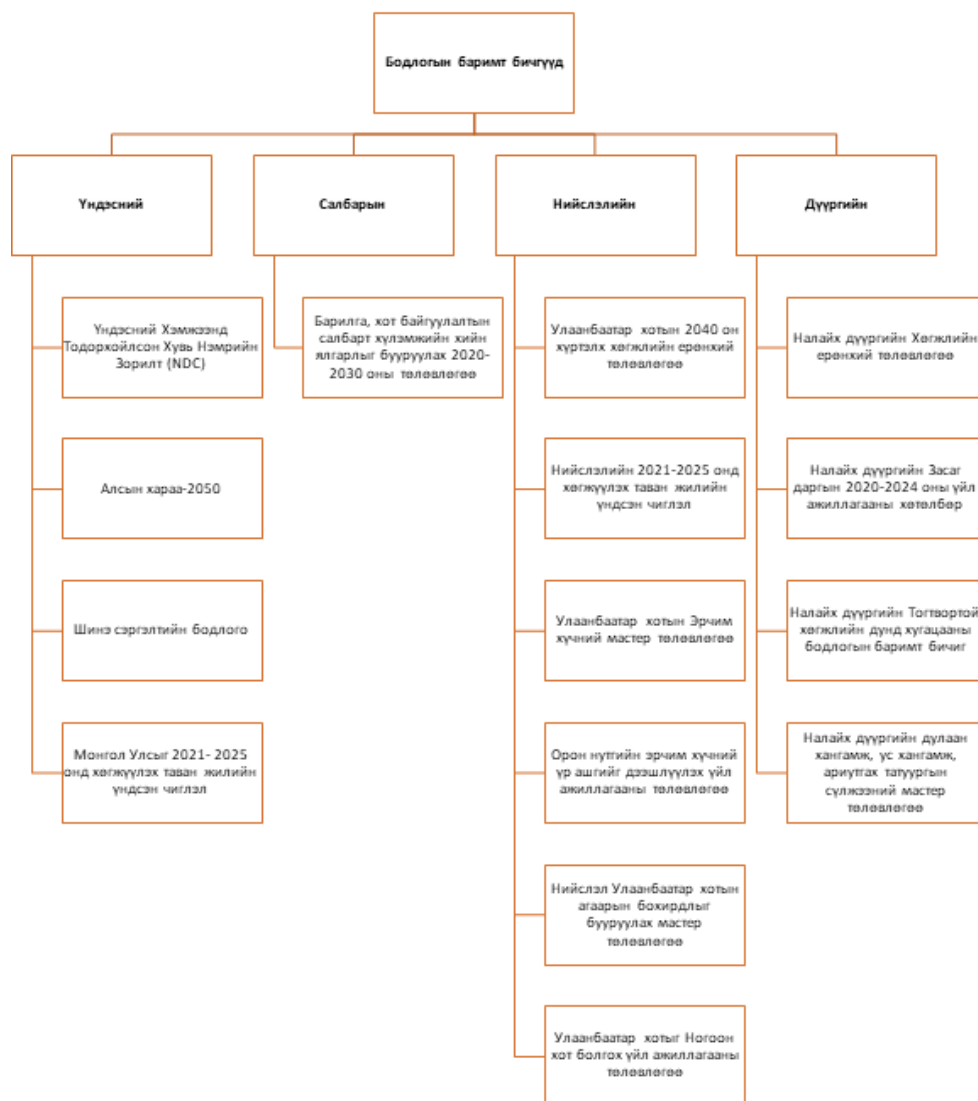 Бодлогын баримт бичгүүд
Үндэсний
Салбарын
Нийслэлийн
Дүүргийн
Үндэсний Хэмжээнд
Тодорхойлсон Хувь Нэмрийн
Зорилт (NDC)
Алсын хараа-2050
Шинэ сэргэлтийн бодлого
Монгол Улсыг 2021- 2025
онд хөгжүүлэх таван жилийн
үндсэн чиглэл
Барилга, хот байгуулалтын
салбарт хүлэмжийн хийн
ялгарлыг бууруулах 2020-
2030 оны төлөвлөгөө
Улаанбаатар хотын 2040 он
хүртэлх хөгжлийн ерөнхий
төлөвлөгөө
Нийслэлийн 2021-2025 онд
хөгжүүлэх таван жилийн
үндсэн чиглэл
Улаанбаатар хотын Эрчим
хүчний мастер төлөвлөгөө
Орон нутгийн эрчим хүчний
үр ашгийг дээшлүүлэх үйл
ажиллагааны төлөвлөгөө
Нийслэл Улаанбаатар хотын
агаарын бохирдлыг
бууруулах мастер
төлөвлөгөө
Улаанбаатар хотыг Ногоон
хот болгох үйл ажиллагааны
төлөвлөгөө
Налайх дүүргийн Хөгжлийн
ерөнхий төлөвлөгөө
Налайх дүүргийн Засаг
даргын 2020-2024 оны үйл
ажиллагааны хөтөлбөр
Налайх дүүргийн Тогтвортой
хөгжлийн дунд хугацааны
бодлогын баримт бичиг
Налайх дүүргийн дулаан
хангамж, ус хангамж,
ариутгах татуургын
сүлжээний мастер
төлөвлөгөө